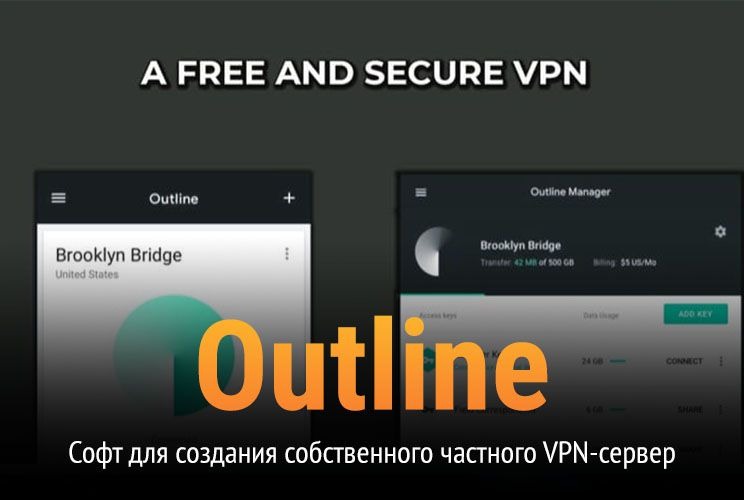 A FREE AND SECURE VPN
Outline
Brooklyn Bridge
United States
Outline Manager
Brooklyn Bridge
Transfer: 42 MB of 500 GB Billing: $5 US/Mo
Access keys Data Usage ADD KEY
24 GB CONNECT
6 GB SHARE
Outline
Софт для создания собственного частного VPN-сервер